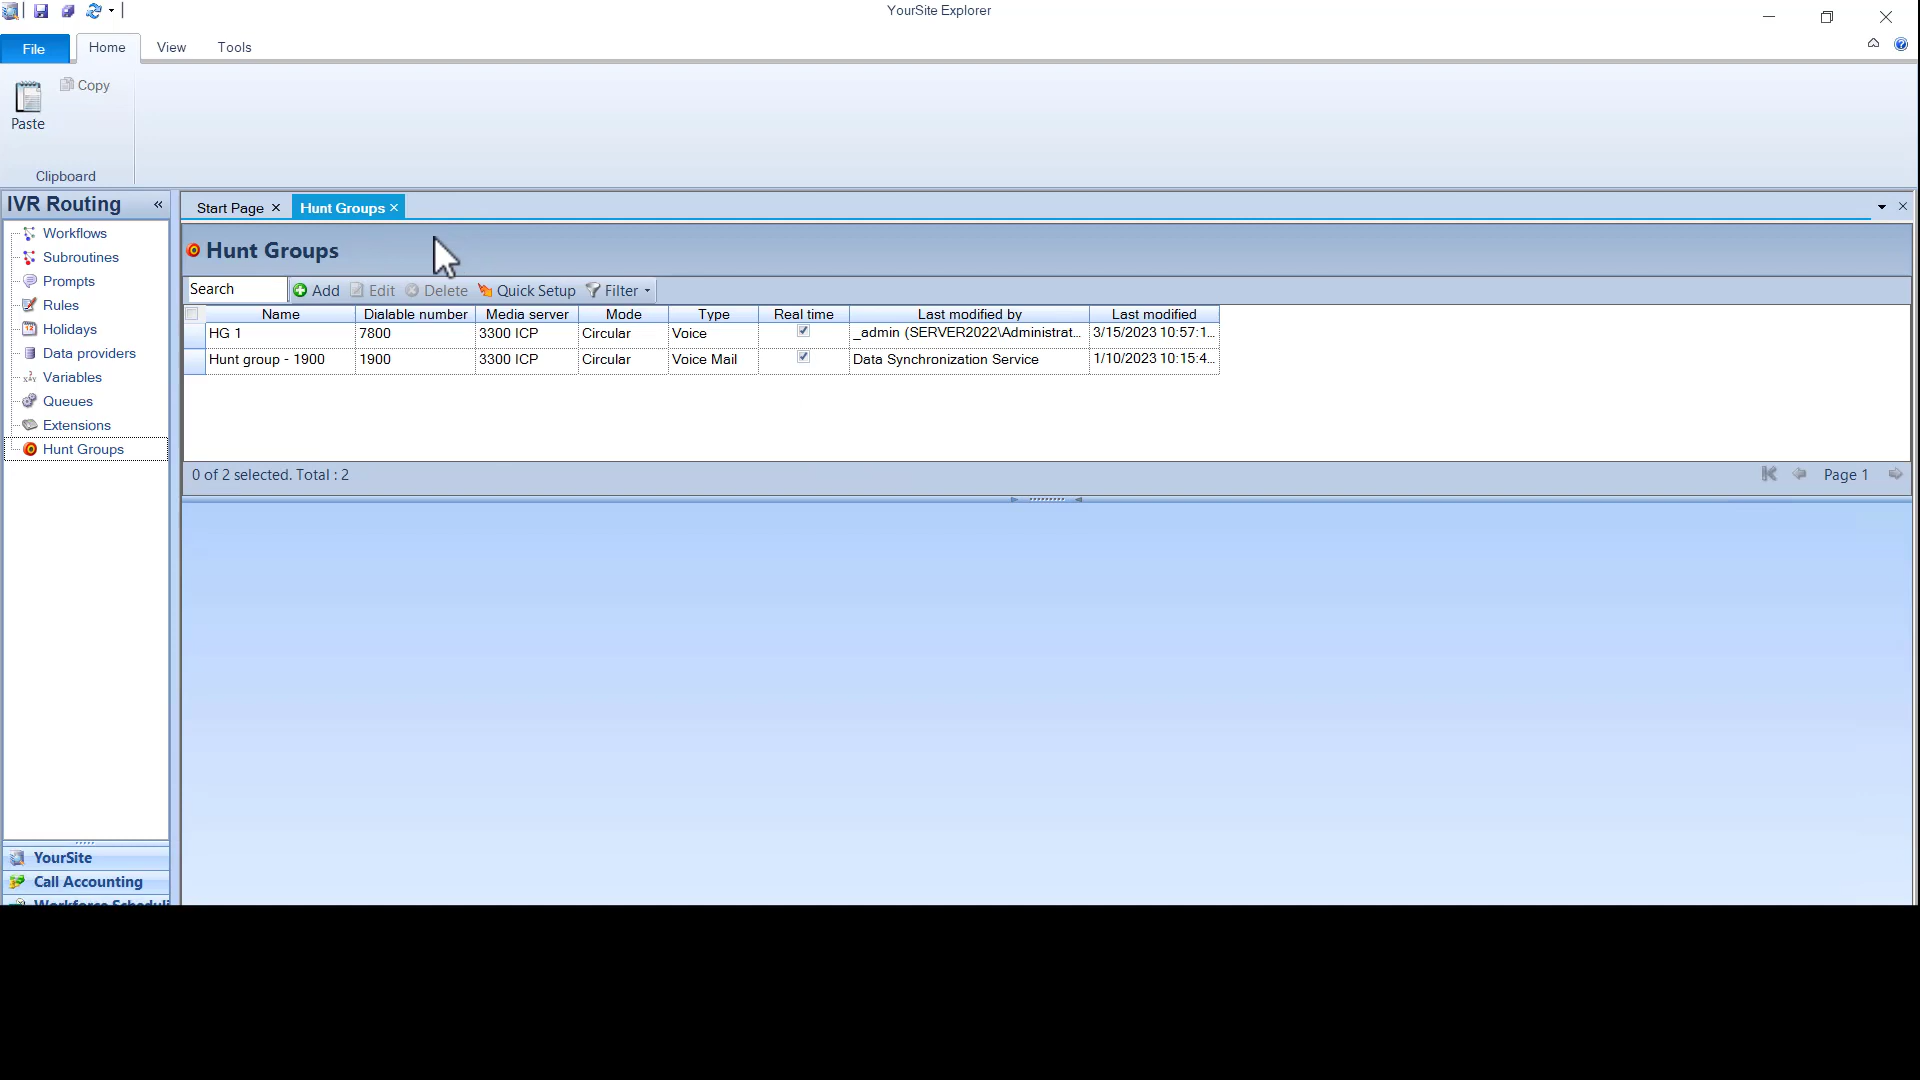 YourSite Explorer
File Home View Tools
Paste
Copy
Clipboard
IVR Routing «
Workflows
Subroutines
Prompts
Rules
Holidays
Data providers
Variables
Queues
Extensions
Hunt Groups
YourSite
Call Accounting
Start Page × Hunt Groups ×
Hunt Groups
Search Add Edit Delete Quick Setup Filter
Name Dialable number Media server Mode Type Real time Last modified by Last modified
HG 1 7800 3300 ICP Circular Voice _admin (SERVER2022\Administrat... 3/15/2023 10:57:1...
Hunt group - 1900 1900 3300 ICP Circular Voice Mail Data Synchronization Service 1/10/2023 10:15:4...
0 of 2 selected. Total : 2 Page 1